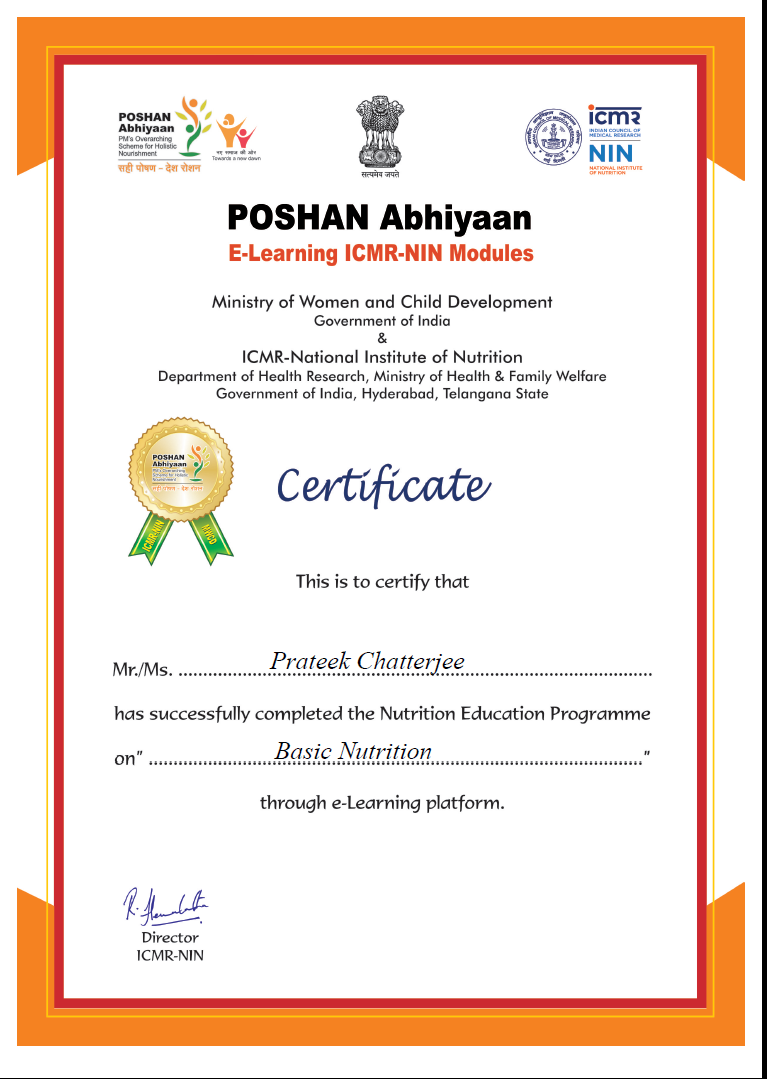 POSHAN
Abhiyaan
PM's Overarching
Scheme for Holistic
Nourishment
सही पोषण – देश रोशन
नए समाज की ओर
Towards a new dawn
सत्यमेव जयते
icmr
INDIAN COUNCIL OF
MEDICAL RESEARCH
NIN
NATIONAL INSTITUTE
OF NUTRITION
POSHAN Abhiyaan
E-Learning ICMR-NIN Modules
Ministry of Women and Child Development
Government of India
&
ICMR-National Institute of Nutrition
Department of Health Research, Ministry of Health & Family Welfare
Government of India, Hyderabad, Telangana State
POSHAN
Abhiyaan
PM's Overarching
Scheme for Holistic
Nourishment
सही पोषण – देश रोशन
ICMR-NIN
MWCD
Certificate
This is to certify that
Mr./Ms. Prateek Chatterjee
has successfully completed the Nutrition Education Programme
on" Basic Nutrition "
through e-Learning platform.
Director
ICMR-NIN